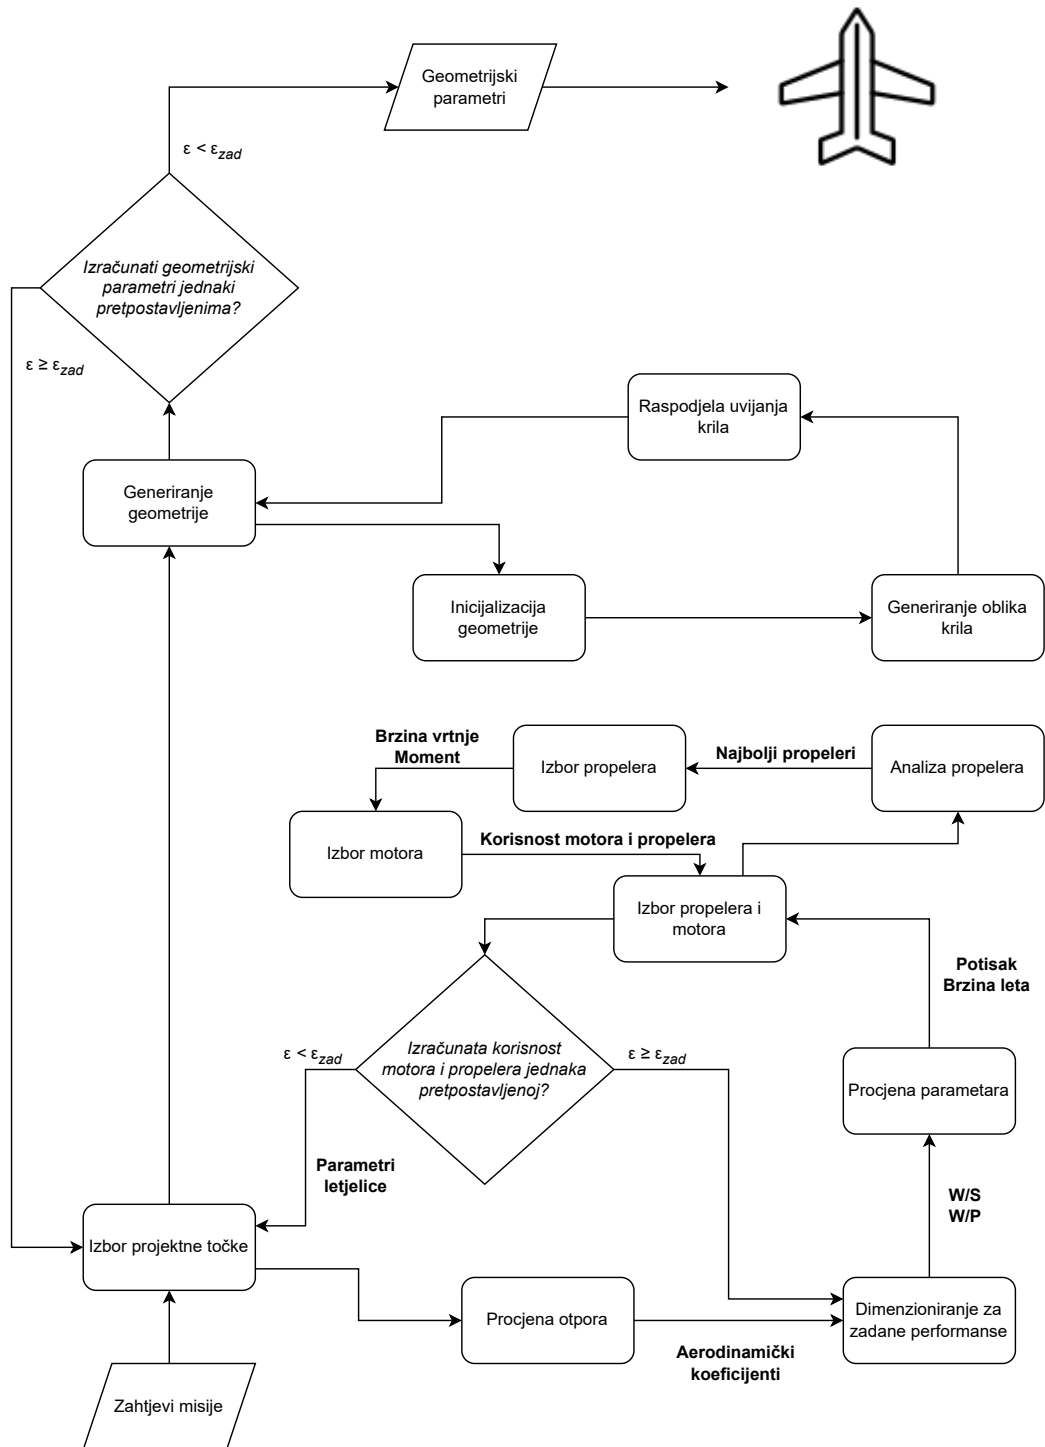 Geometrijski
parametri
ε < ε_zad
Izračunati geometrijski
parametri jednaki
pretpostavljenima?
ε ≥ ε_zad
Raspodjela uvijanja
krila
Generiranje
geometrije
Inicijalizacija
geometrije
Generiranje oblika
krila
Brzina vrtnje
Moment
Izbor propelera
Najbolji propeleri
Analiza propelera
Izbor motora
Korisnost motora i propelera
Izbor propelera i
motora
Potisak
Brzina leta
ε < ε_zad
Izračunata korisnost
motora i propelera jednaka
pretpostavljenoj?
ε ≥ ε_zad
Procjena parametara
Parametri
letjelice
W/S
W/P
Izbor projektne točke
Procjena otpora
Aerodinamički
koeficijenti
Dimenzioniranje za
zadane performanse
Zahtjevi misije